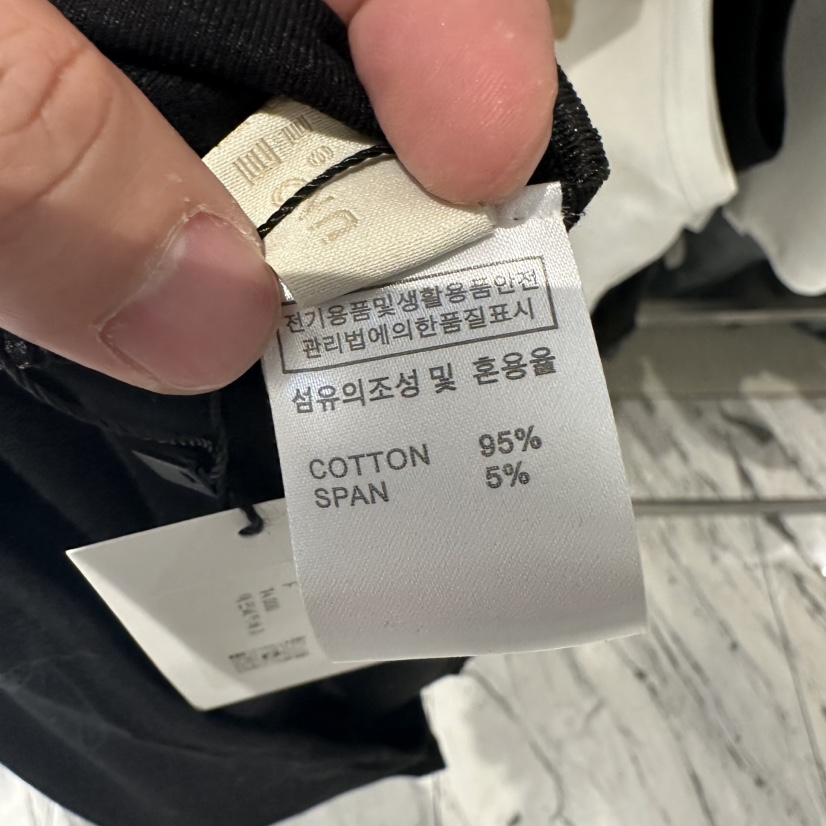 전기용품및생활용품안전
관리법에의한품질표시
섬유의조성 및 혼용율
COTTON 95%
SPAN 5%